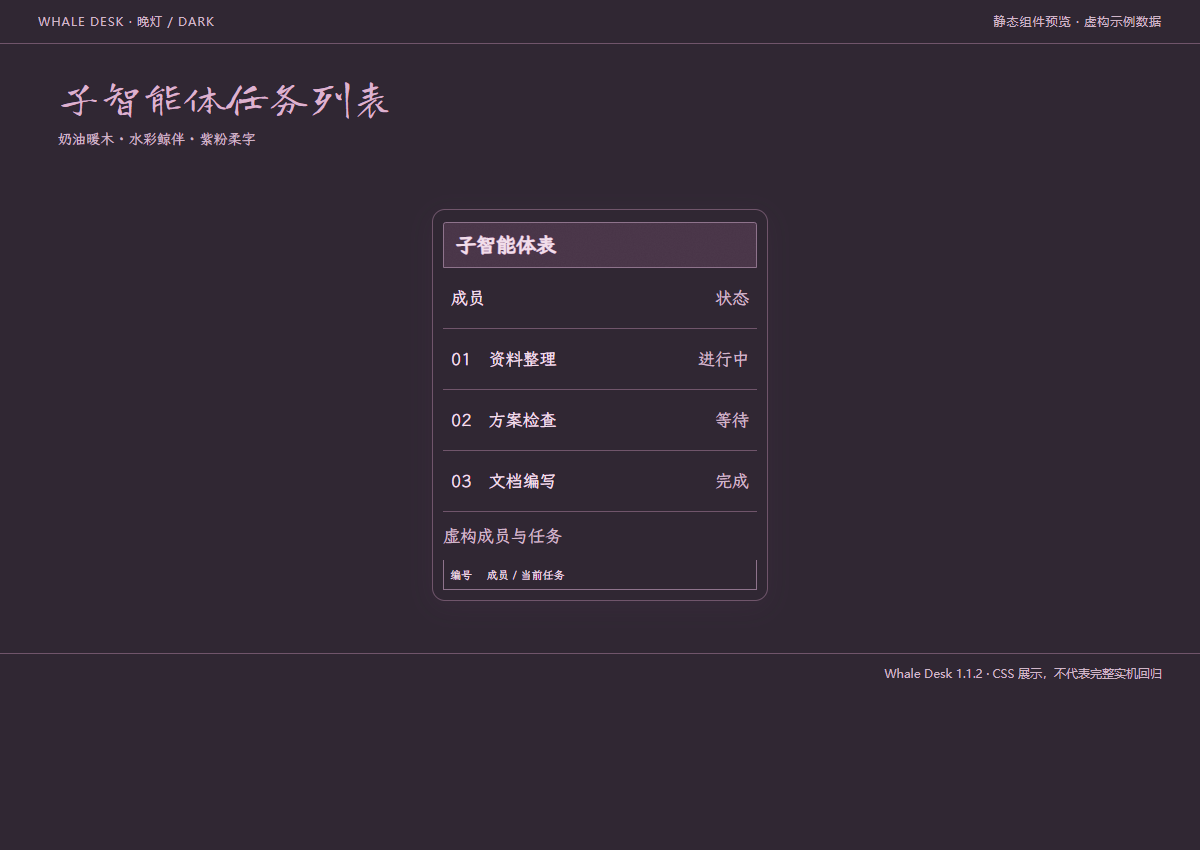 WHALE DESK · 晚灯 / DARK
静态组件预览 · 虚构示例数据
子智能体任务列表
奶油暖木 · 水彩鲸伴 · 紫粉柔字
子智能体表
成员 状态
01 资料整理 进行中
02 方案检查 等待
03 文档编写 完成
虚构成员与任务
编号 成员 / 当前任务
Whale Desk 1.1.2 · CSS 展示，不代表完整实机回归